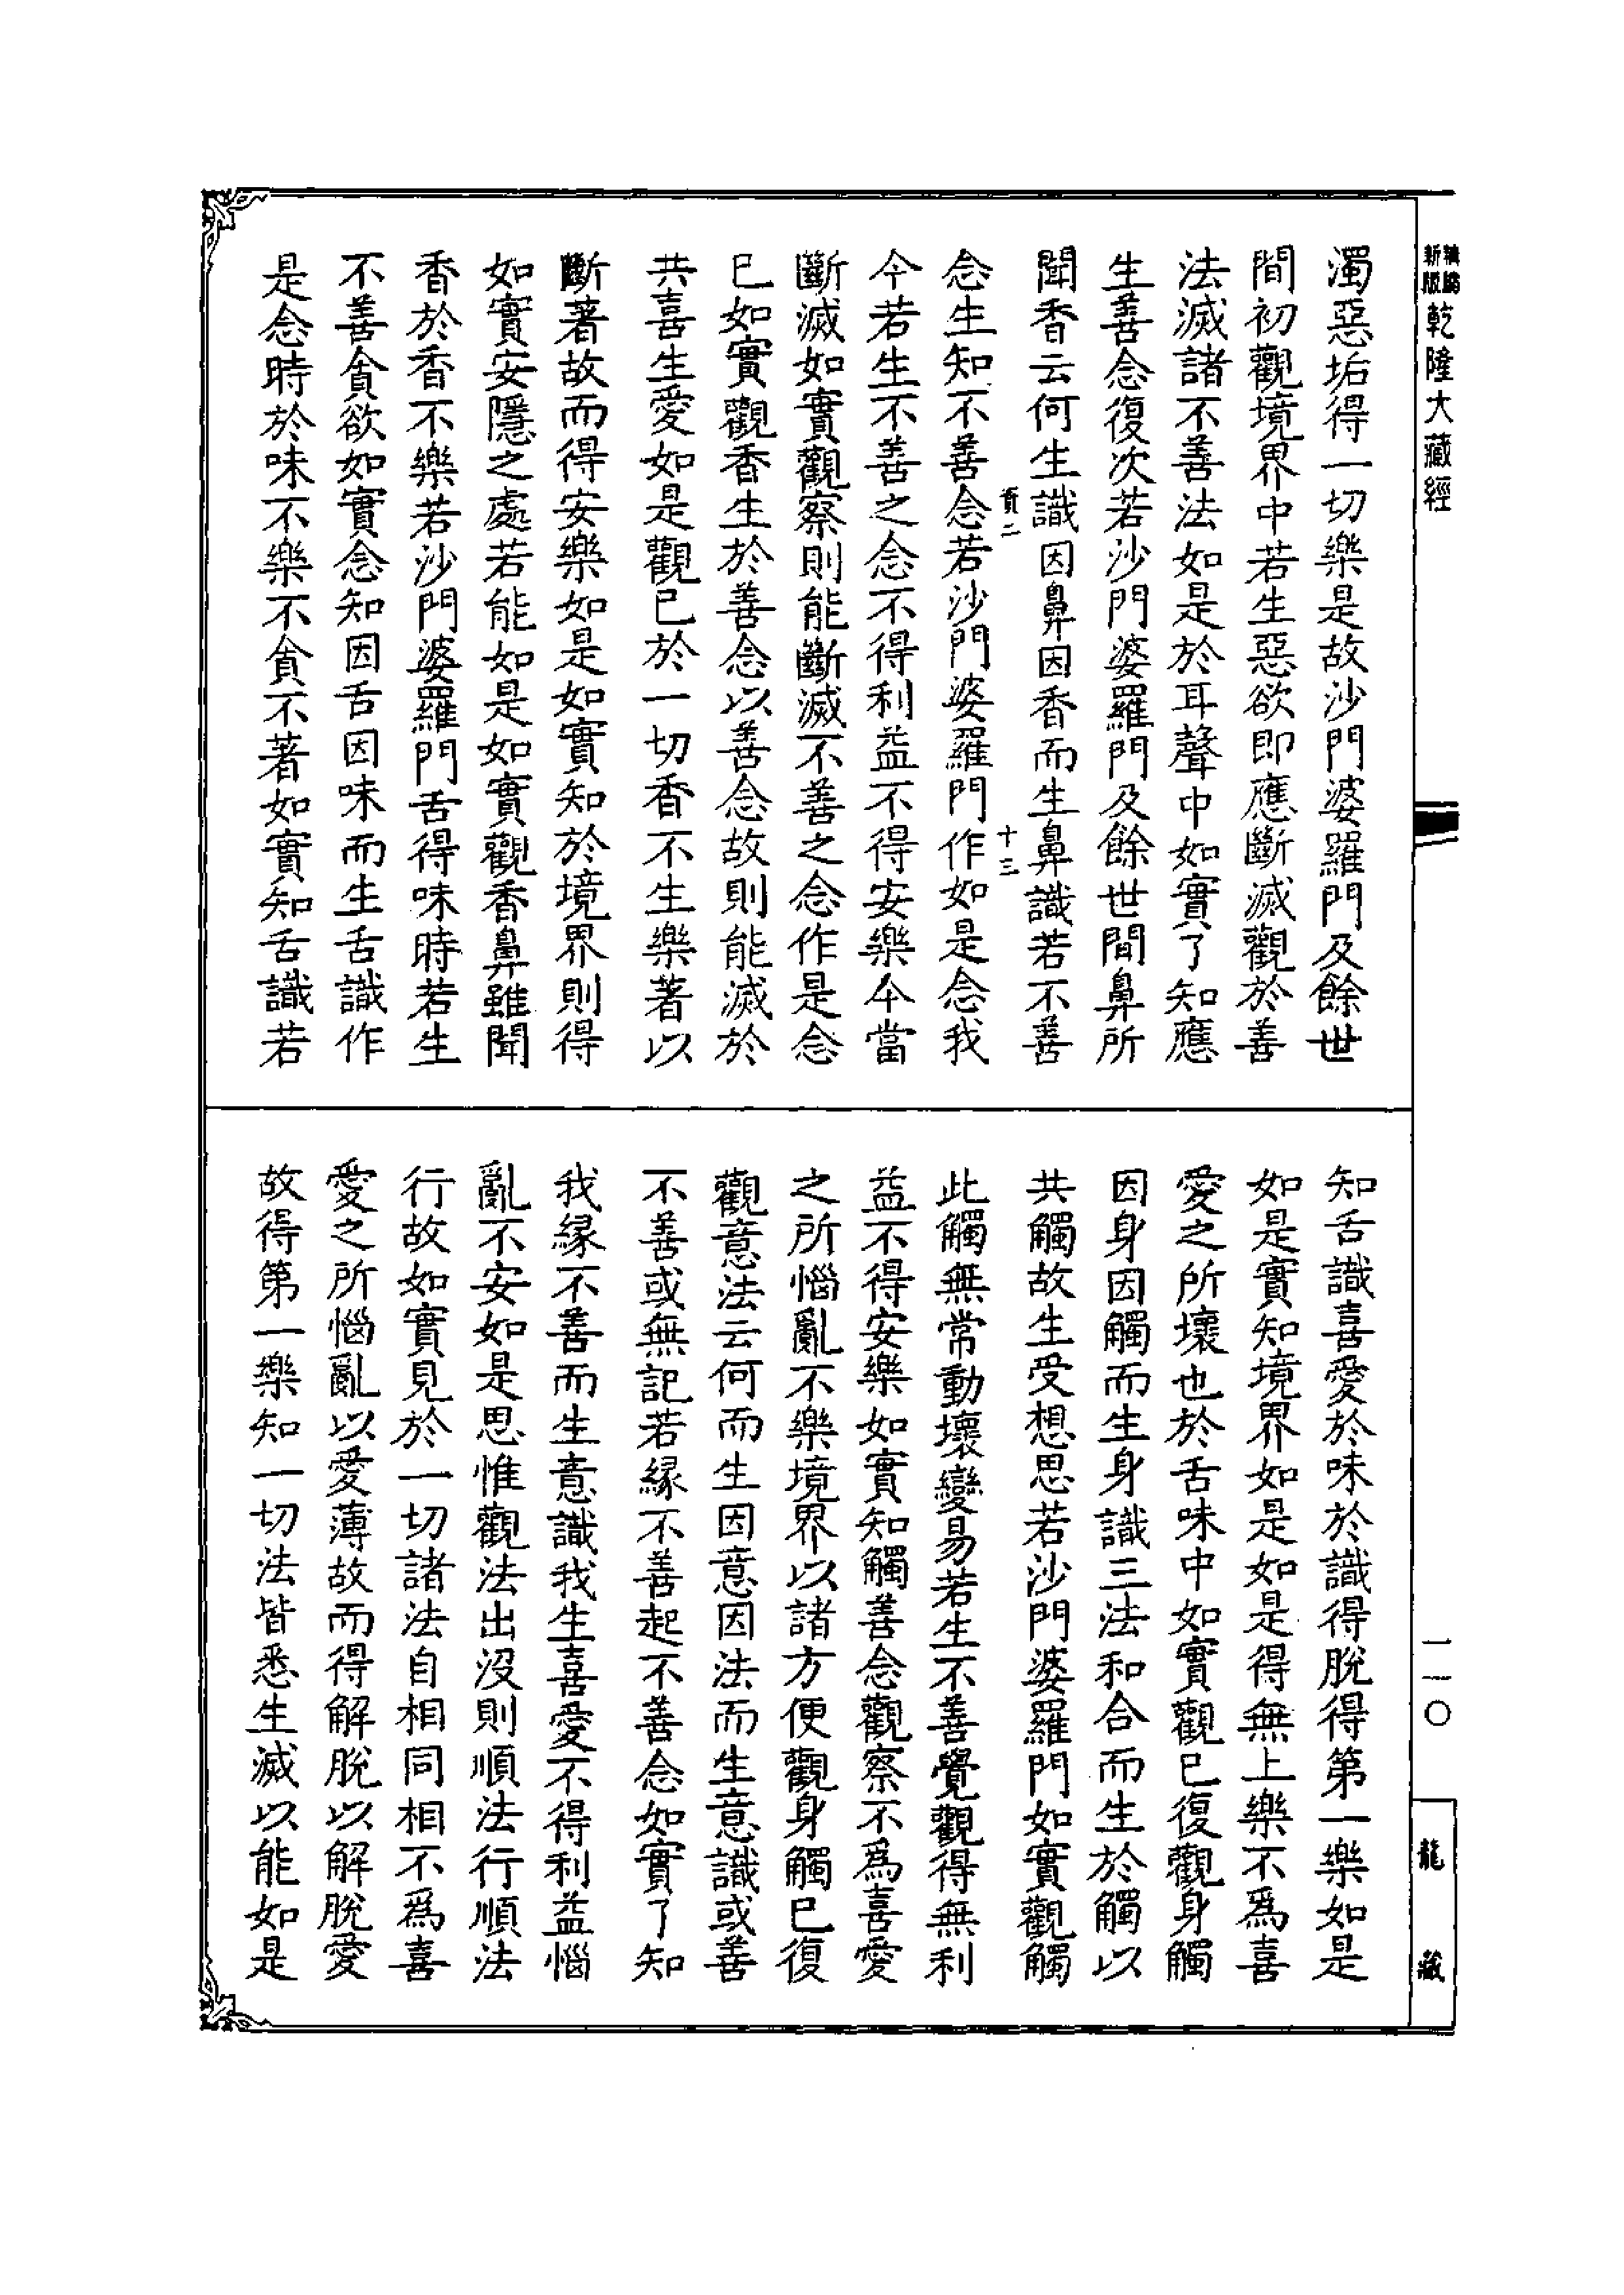 新版
乾隆大藏經
濁惡垢得一切樂是故沙門婆羅門及餘世
間初觀境界中若生惡欲即應斷滅觀於善
法滅諸不善法如是於耳聲中如實了知應
生善念復次若沙門婆羅門及餘世間鼻所
聞香云何生識因鼻因香而生鼻識若不善
念生知不善念若沙門婆羅門作如是念我
今若生不善之念不得利益不得安樂今當
斷滅如實觀察則能斷滅不善之念作是念
已如實觀香生於善念以善念故則能滅於
共喜生愛如是觀已於一切香不生樂著以
斷著故而得安樂如是如實知於境界則得
如實安隱之處若能如是如實觀香鼻雖聞
香於香不樂若沙門婆羅門舌得味時若生
不善貪欲如實念知因舌因味而生舌識作
是念時於味不樂不貪不著如實知舌識若
十三
知舌識喜愛於味於識得脫得第一樂如是
如是實知境界如是如是得無上樂不為喜
愛之所壞也於舌味中如實觀已復觀身觸
因身因觸而生身識三法和合而生於觸以
共觸故生受想思若沙門婆羅門如實觀觸
此觸無常動壞變易若生不善覺觀得無利
益不得安樂如實知觸善念觀察不為喜愛
之所惱亂不樂境界以諸方便觀身觸已復
觀意法云何而生因意因法而生意識或善
不善或無記若緣不善起不善念如實了知
我緣不善而生意識我生喜愛不得利益惱
亂不安如是思惟觀法出沒則順法行順法
行故如實見於一切諸法自相同相不為喜
愛之所惱亂以愛薄故而得解脫以解脫愛
故得第一樂知一切法皆悉生滅以能如是
一一〇
龍藏